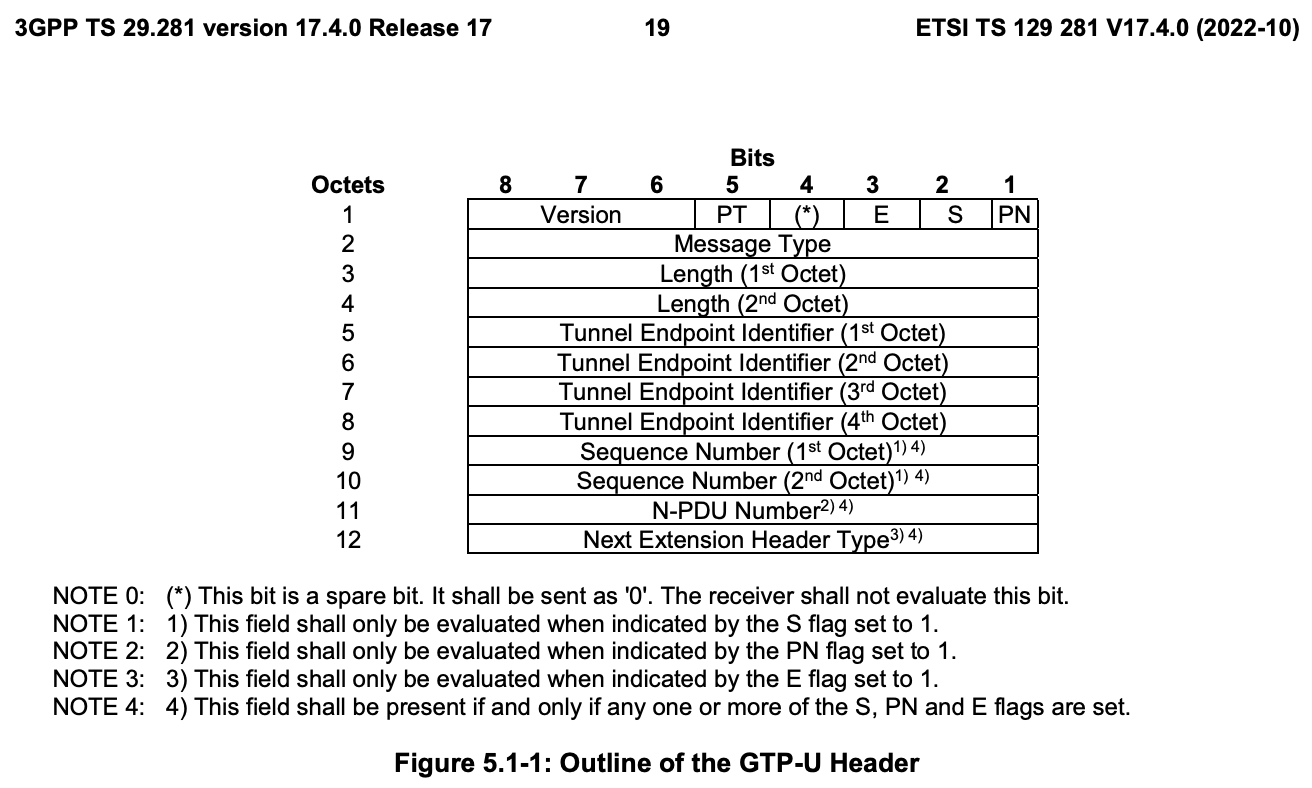 3GPP TS 29.281 version 17.4.0 Release 17 19 ETSI TS 129 281 V17.4.0 (2022-10)
Bits
Octets 8 7 6 5 4 3 2 1
1 Version PT (*) E S PN
2 Message Type
3 Length (1st Octet)
4 Length (2nd Octet)
5 Tunnel Endpoint Identifier (1st Octet)
6 Tunnel Endpoint Identifier (2nd Octet)
7 Tunnel Endpoint Identifier (3rd Octet)
8 Tunnel Endpoint Identifier (4th Octet)
9 Sequence Number (1st Octet)1) 4)
10 Sequence Number (2nd Octet)1) 4)
11 N-PDU Number2) 4)
12 Next Extension Header Type3) 4)
NOTE 0: (*) This bit is a spare bit. It shall be sent as '0'. The receiver shall not evaluate this bit.
NOTE 1: 1) This field shall only be evaluated when indicated by the S flag set to 1.
NOTE 2: 2) This field shall only be evaluated when indicated by the PN flag set to 1.
NOTE 3: 3) This field shall only be evaluated when indicated by the E flag set to 1.
NOTE 4: 4) This field shall be present if and only if any one or more of the S, PN and E flags are set.
Figure 5.1-1: Outline of the GTP-U Header